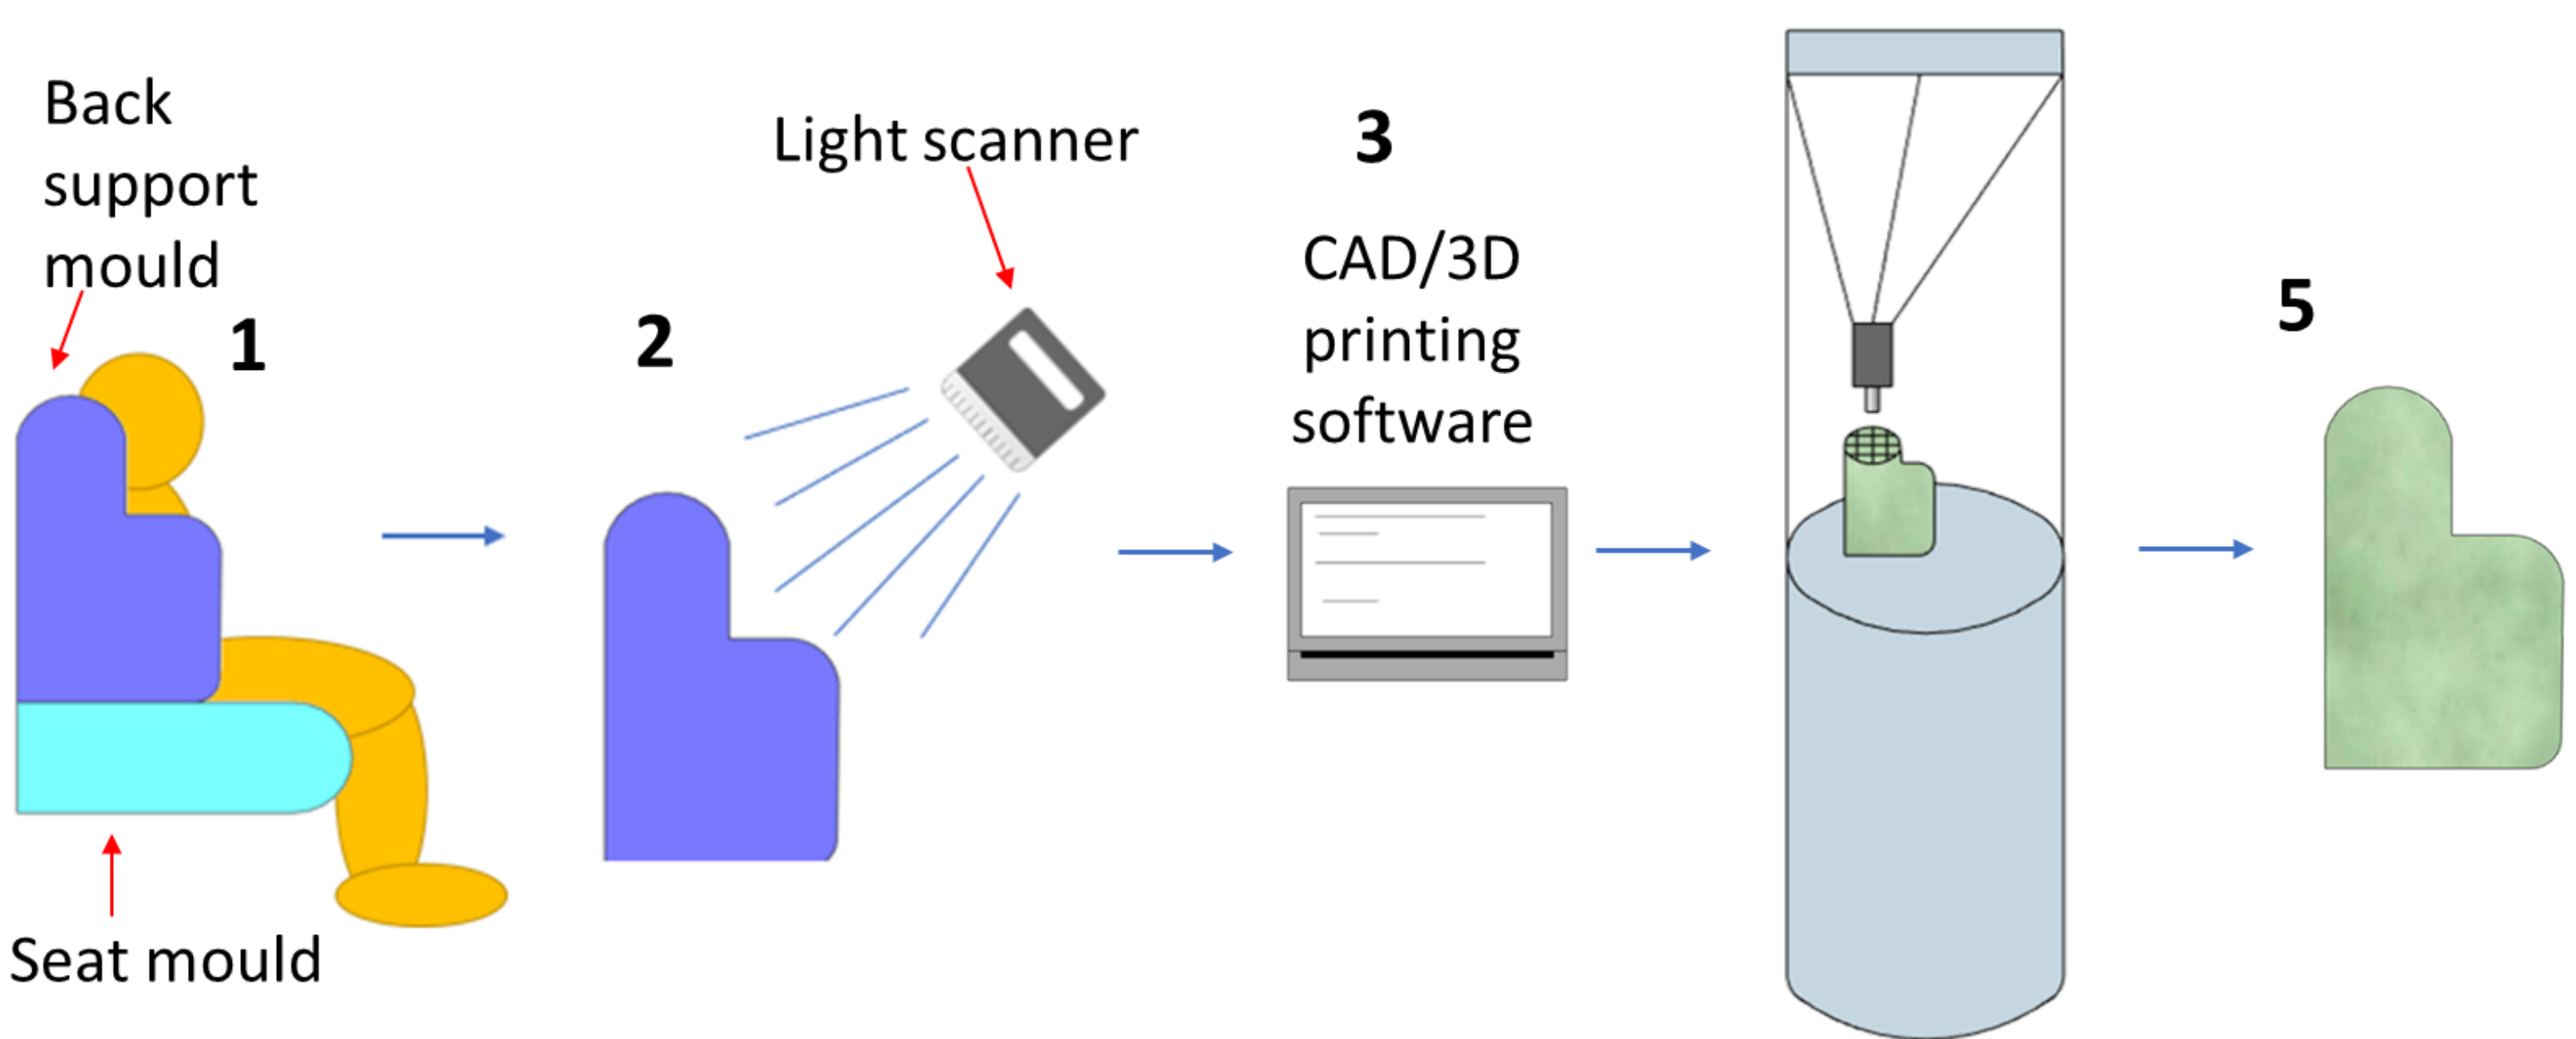 Back
support
mould
1
2
Light scanner
3
CAD/3D
printing
software
5
Seat mould